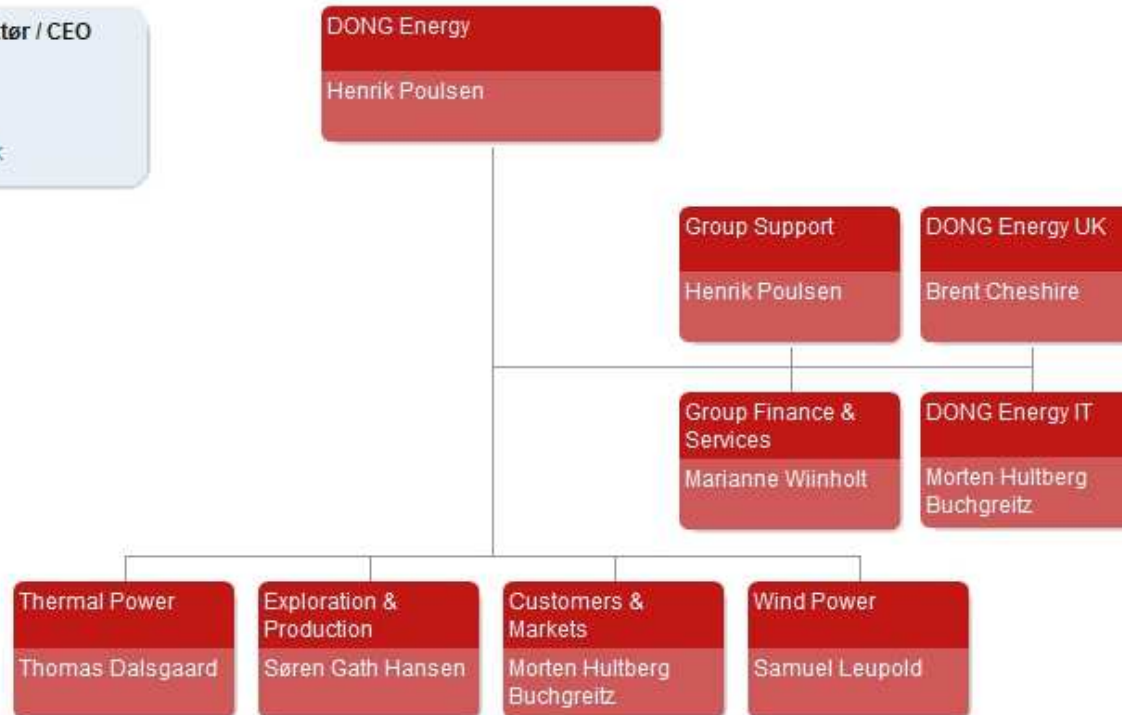 / CEO
DONG Energy
Henrik Poulsen
Group Support
Henrik Poulsen
DONG Energy UK
Brent Cheshire
Group Finance &
Services
Marianne Wiinholt
DONG Energy IT
Morten Hultberg
Buchgreitz
Thermal Power
Thomas Dalsgaard
Exploration &
Production
Søren Gath Hansen
Customers &
Markets
Morten Hultberg
Buchgreitz
Wind Power
Samuel Leupold